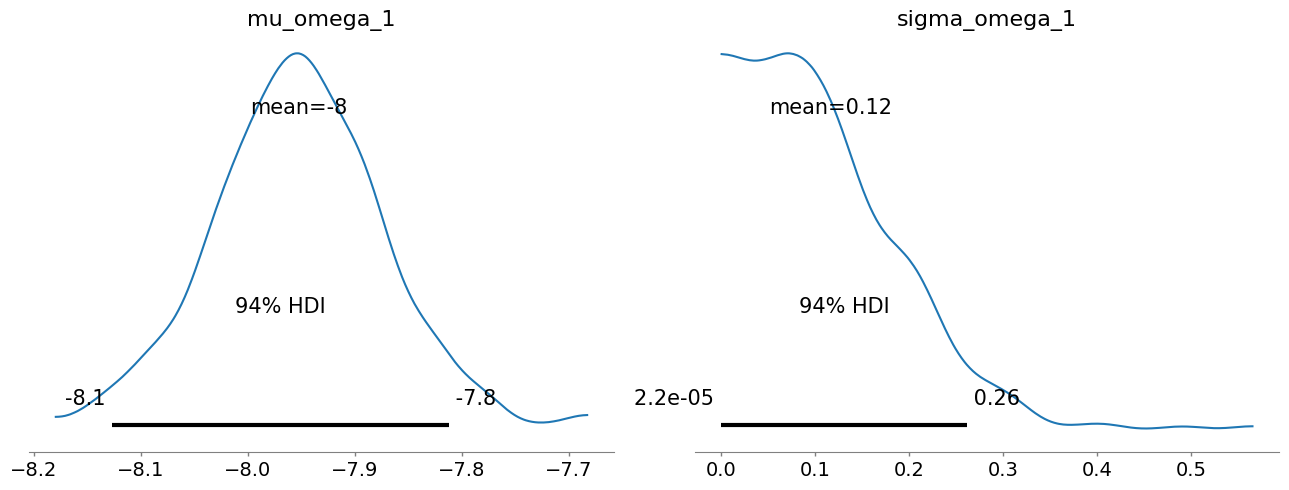 mu_omega_1
mean=-8
94% HDI
-8.1
-7.8
−8.2 −8.1 −8.0 −7.9 −7.8 −7.7
sigma_omega_1
mean=0.12
94% HDI
2.2e-05
0.26
0.0 0.1 0.2 0.3 0.4 0.5